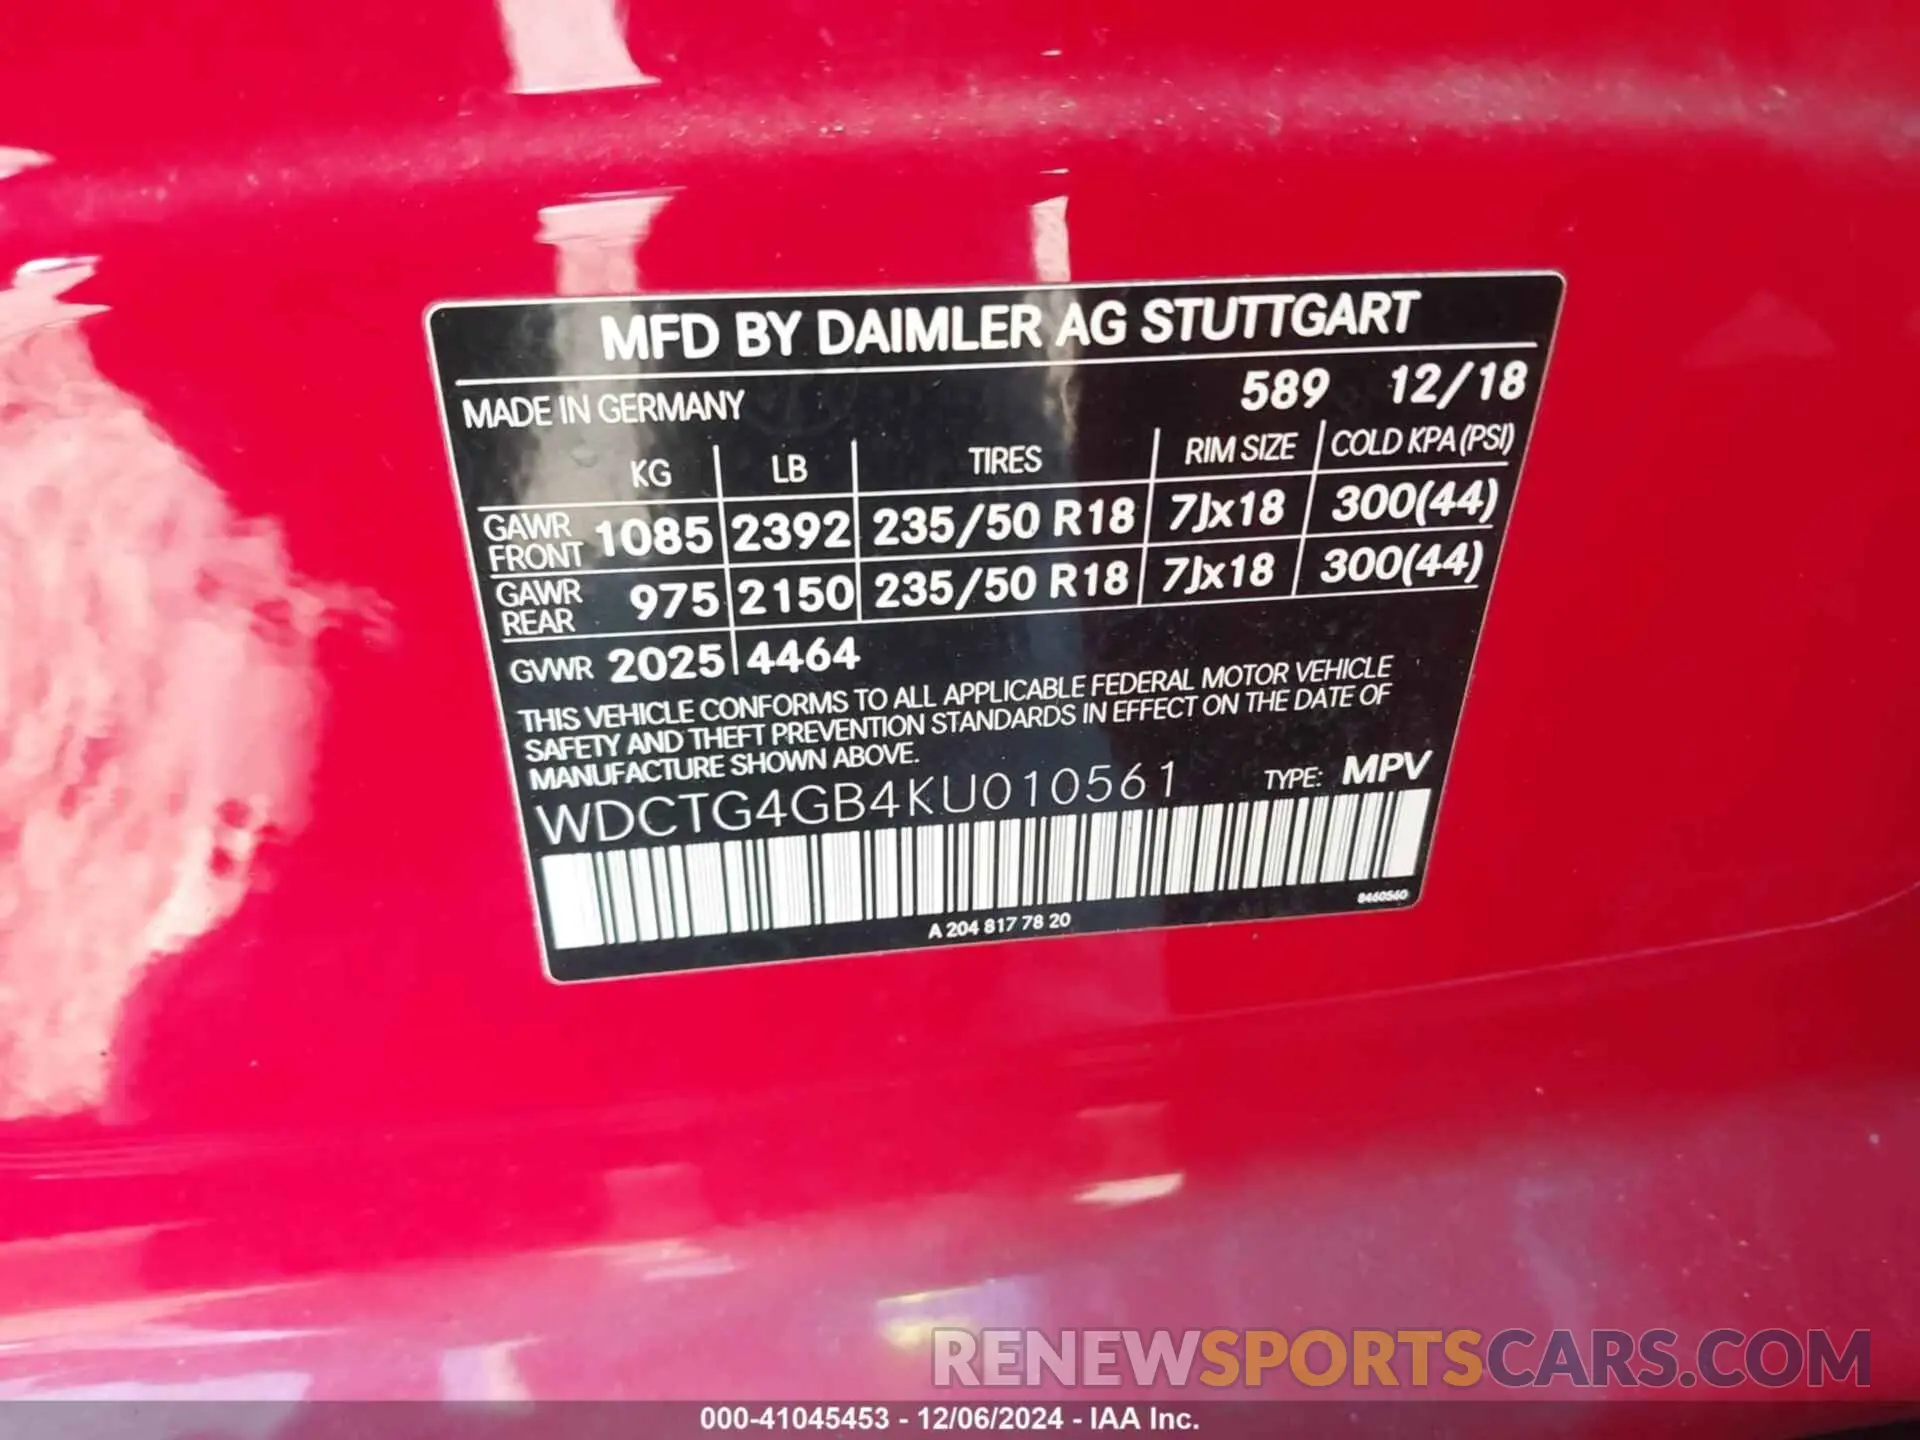 MFD BY DAIMLER AG STUTTGART
MADE IN GERMANY 589 12/18
KG LB TIRES RIM SIZE COLD KPA (PSI)
GAWR FRONT 1085 2392 235/50 R18 7Jx18 300(44)
GAWR REAR 975 2150 235/50 R18 7Jx18 300(44)
GVWR 2025 4464
THIS VEHICLE CONFORMS TO ALL APPLICABLE FEDERAL MOTOR VEHICLE
SAFETY AND THEFT PREVENTION STANDARDS IN EFFECT ON THE DATE OF
MANUFACTURE SHOWN ABOVE.
WDCTG4GB4KU010561 TYPE: MPV
8460560
A 204 817 78 20
RENEWSPORTSCARS.COM
000-41045453 - 12/06/2024 - IAA Inc.